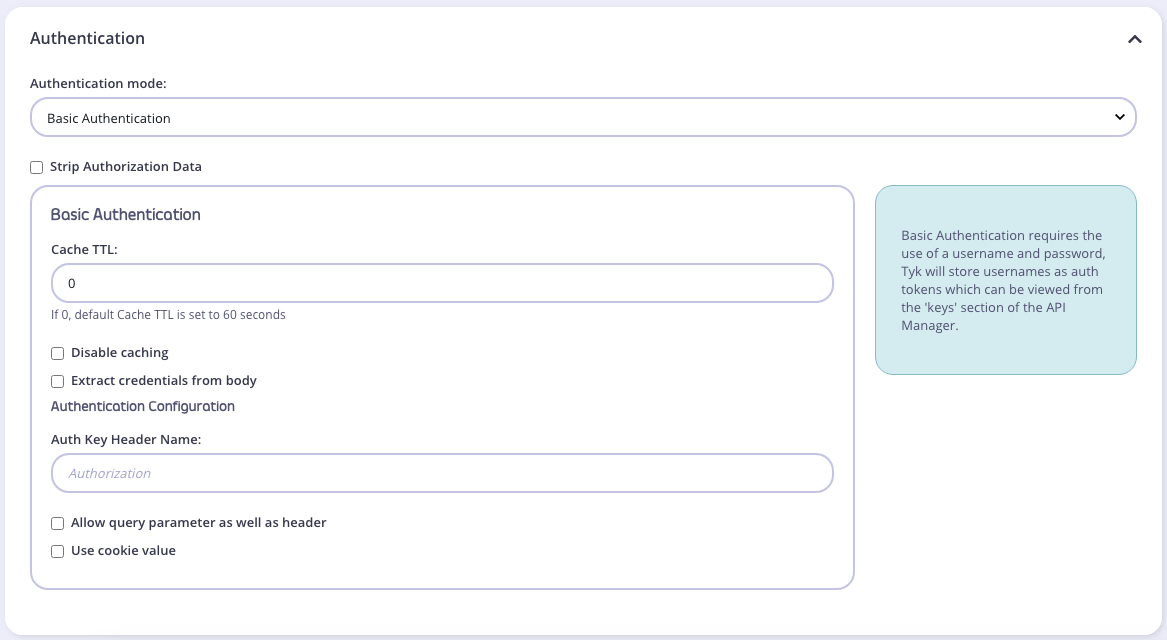 Authentication
Authentication mode:
Basic Authentication
Strip Authorization Data
Basic Authentication
Cache TTL:
0
If 0, default Cache TTL is set to 60 seconds
Disable caching
Extract credentials from body
Authentication Configuration
Auth Key Header Name:
Authorization
Allow query parameter as well as header
Use cookie value
Basic Authentication requires the
use of a username and password,
Tyk will store usernames as auth
tokens which can be viewed from
the 'keys' section of the API
Manager.